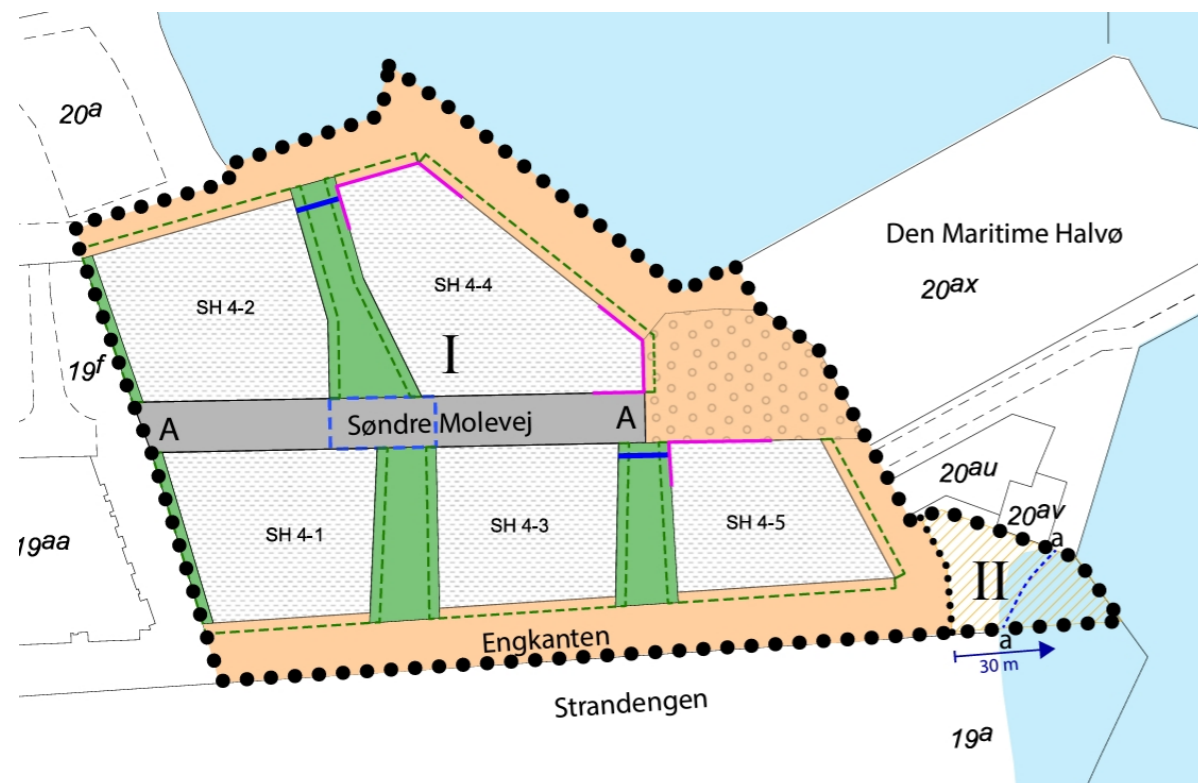 20a
Den Maritime Halvø
20ax
SH 4-4
SH 4-2
I
19f
A
Søndre Molevej
A
20au
20av
SH 4-5
SH 4-3
SH 4-1
19aa
a
II
Engkanten
a
30 m
Strandengen
19a